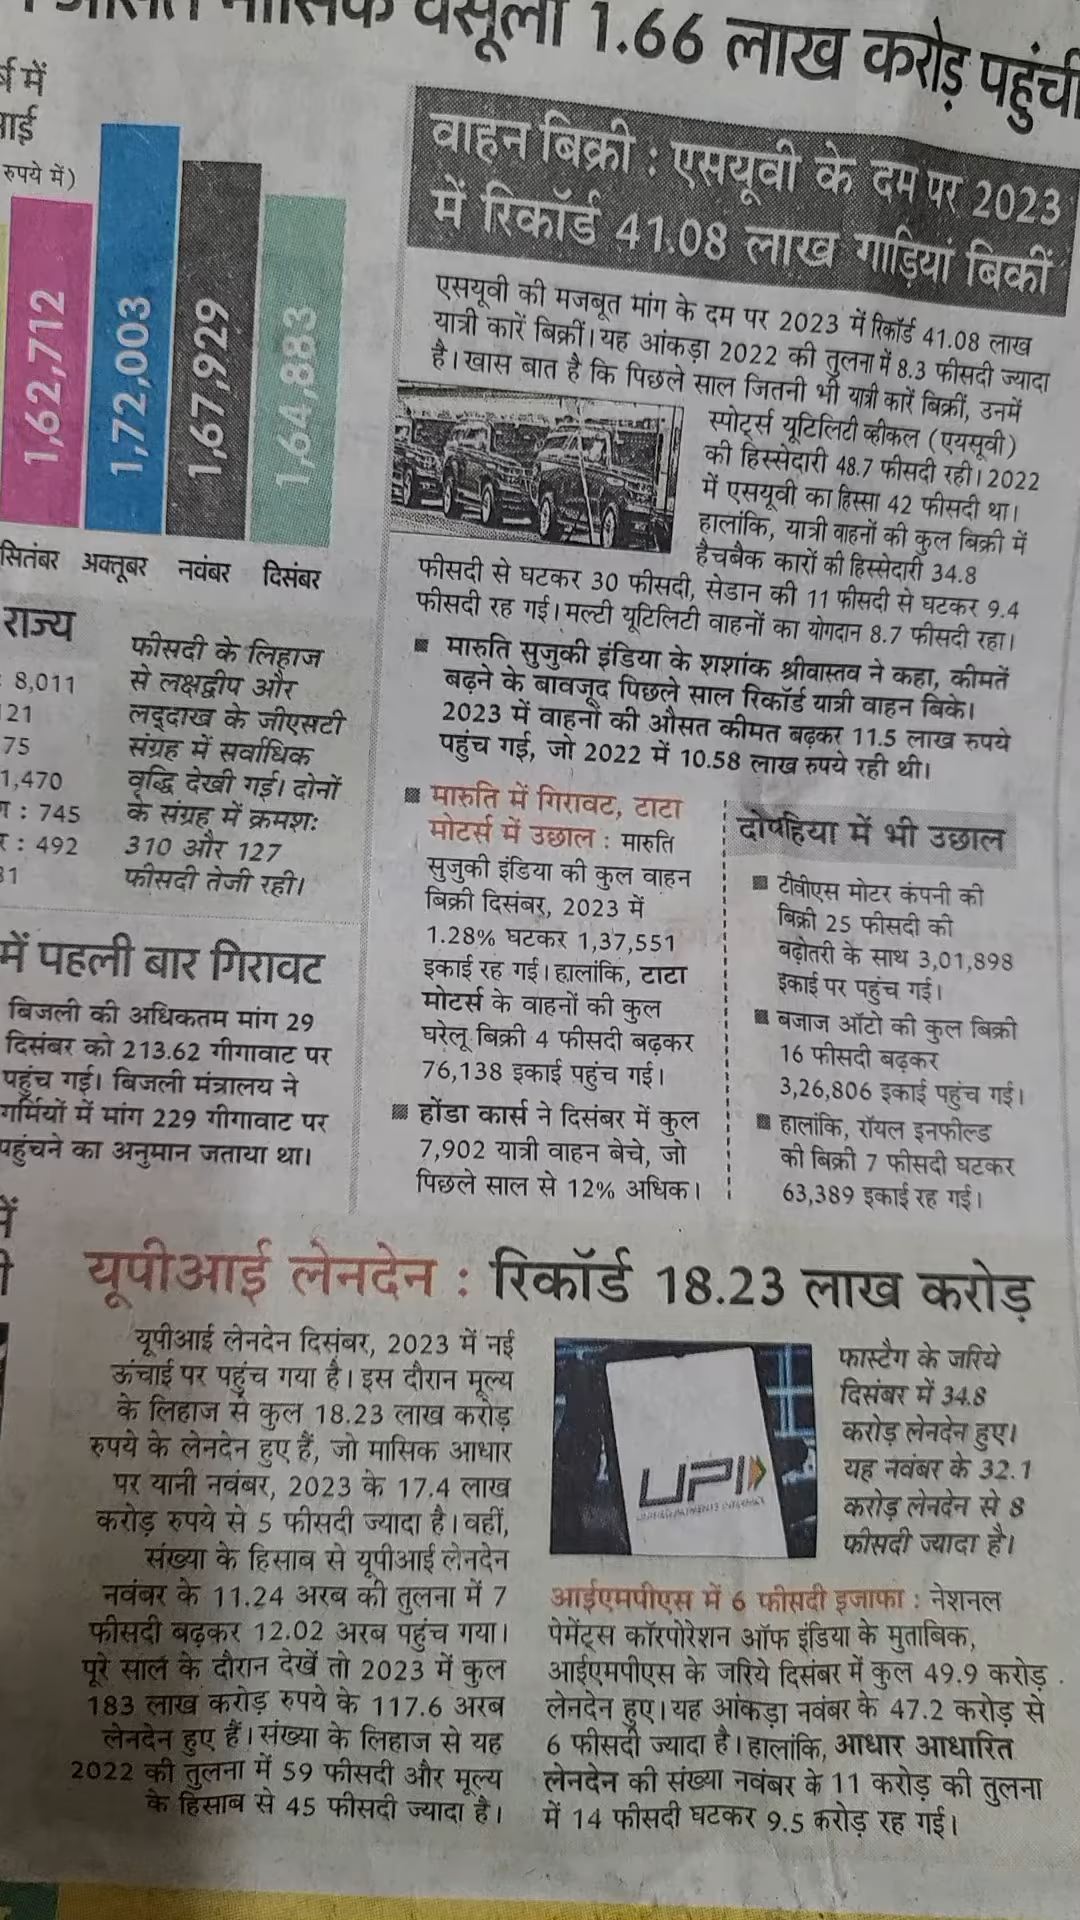 मासिक वसूली 1.66 लाख करोड़ पहुंची
में
रुपये में)
1,62,712
1,72,003
1,67,929
1,64,883
सितंबर अक्तूबर नवंबर दिसंबर
राज्य
: 8,011
21
75
1,470
: 745
: 492
31
फीसदी के लिहाज
से लक्षद्वीप और
लद्दाख के जीएसटी
संग्रह में सर्वाधिक
वृद्धि देखी गई। दोनों
के संग्रह में क्रमशः
310 और 127
फीसदी तेजी रही।
में पहली बार गिरावट
बिजली की अधिकतम मांग 29
दिसंबर को 213.62 गीगावाट पर
पहुंच गई। बिजली मंत्रालय ने
गर्मियों में मांग 229 गीगावाट पर
पहुंचने का अनुमान जताया था।
वाहन बिक्री : एसयूवी के दम पर 2023
में रिकॉर्ड 41.08 लाख गाड़ियां बिकीं
एसयूवी की मजबूत मांग के दम पर 2023 में रिकॉर्ड 41.08 लाख
यात्री कारें बिक्रीं। यह आंकड़ा 2022 की तुलना में 8.3 फीसदी ज्यादा
है। खास बात है कि पिछले साल जितनी भी यात्री कारें बिक्रीं, उनमें
स्पोर्ट्स यूटिलिटी व्हीकल (एयसूवी)
की हिस्सेदारी 48.7 फीसदी रही। 2022
में एसयूवी का हिस्सा 42 फीसदी था।
हालांकि, यात्री वाहनों की कुल बिक्री में
हैचबैक कारों की हिस्सेदारी 34.8
फीसदी से घटकर 30 फीसदी, सेडान की 11 फीसदी से घटकर 9.4
फीसदी रह गई। मल्टी यूटिलिटी वाहनों का योगदान 8.7 फीसदी रहा।
मारुति सुजुकी इंडिया के शशांक श्रीवास्तव ने कहा, कीमतें
बढ़ने के बावजूद पिछले साल रिकॉर्ड यात्री वाहन बिके।
2023 में वाहनों की औसत कीमत बढ़कर 11.5 लाख रुपये
पहुंच गई, जो 2022 में 10.58 लाख रुपये रही थी।
मारुति में गिरावट, टाटा
मोटर्स में उछाल : मारुति
सुजुकी इंडिया की कुल वाहन
बिक्री दिसंबर, 2023 में
1.28% घटकर 1,37,551
इकाई रह गई। हालांकि, टाटा
मोटर्स के वाहनों की कुल
घरेलू बिक्री 4 फीसदी बढ़कर
76,138 इकाई पहुंच गई।
होंडा कार्स ने दिसंबर में कुल
7,902 यात्री वाहन बेचे, जो
पिछले साल से 12% अधिक।
दोपहिया में भी उछाल
टीवीएस मोटर कंपनी की
बिक्री 25 फीसदी की
बढ़ोतरी के साथ 3,01,898
इकाई पर पहुंच गई।
बजाज ऑटो की कुल बिक्री
16 फीसदी बढ़कर
3,26,806 इकाई पहुंच गई।
हालांकि, रॉयल इनफील्ड
की बिक्री 7 फीसदी घटकर
63,389 इकाई रह गई।
यूपीआई लेनदेन : रिकॉर्ड 18.23 लाख करोड़
यूपीआई लेनदेन दिसंबर, 2023 में नई
ऊंचाई पर पहुंच गया है। इस दौरान मूल्य
के लिहाज से कुल 18.23 लाख करोड़
रुपये के लेनदेन हुए हैं, जो मासिक आधार
पर यानी नवंबर, 2023 के 17.4 लाख
करोड़ रुपये से 5 फीसदी ज्यादा है। वहीं,
संख्या के हिसाब से यूपीआई लेनदेन
नवंबर के 11.24 अरब की तुलना में 7
फीसदी बढ़कर 12.02 अरब पहुंच गया।
पूरे साल के दौरान देखें तो 2023 में कुल
183 लाख करोड़ रुपये के 117.6 अरब
लेनदेन हुए हैं। संख्या के लिहाज से यह
2022 की तुलना में 59 फीसदी और मूल्य
के हिसाब से 45 फीसदी ज्यादा है।
UPI
UNIFIED PAYMENTS INTERFACE
फास्टैग के जरिये
दिसंबर में 34.8
करोड़ लेनदेन हुए।
यह नवंबर के 32.1
करोड़ लेनदेन से 8
फीसदी ज्यादा है।
आईएमपीएस में 6 फीसदी इजाफा : नेशनल
पेमेंट्स कॉरपोरेशन ऑफ इंडिया के मुताबिक,
आईएमपीएस के जरिये दिसंबर में कुल 49.9 करोड़
लेनदेन हुए। यह आंकड़ा नवंबर के 47.2 करोड़ से
6 फीसदी ज्यादा है। हालांकि, आधार आधारित
लेनदेन की संख्या नवंबर के 11 करोड़ की तुलना
में 14 फीसदी घटकर 9.5 करोड़ रह गई।